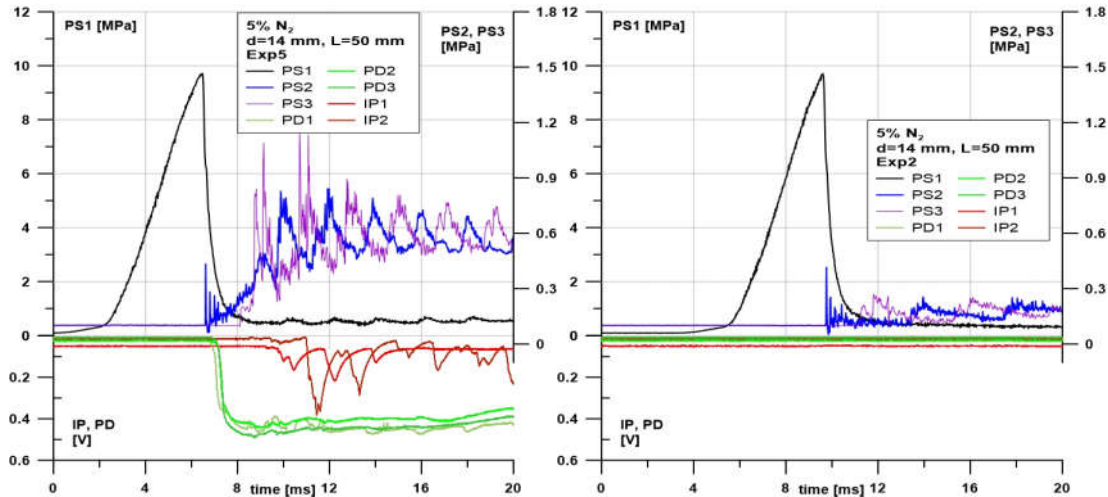 12
10
8
6
4
2
0
0.2
0.4
0.6
PS1 [MPa]
5% N2
d=14 mm, L=50 mm
Exp5
PS1 PD2
PS2 PD3
PS3 IP1
PD1 IP2
PS2, PS3
[MPa]
1.8
1.5
1.2
0.9
0.6
0.3
0
IP, PD
[V]
0 4 8 12 16 20
time [ms]
12
10
8
6
4
2
0
0.2
0.4
0.6
PS1 [MPa]
PS2, PS3
[MPa]
5% N2
d=14 mm, L=50 mm
Exp2
PS1 PD2
PS2 PD3
PS3 IP1
PD1 IP2
1.8
1.5
1.2
0.9
0.6
0.3
0
IP, PD
[V]
0 4 8 12 16 20
time [ms]